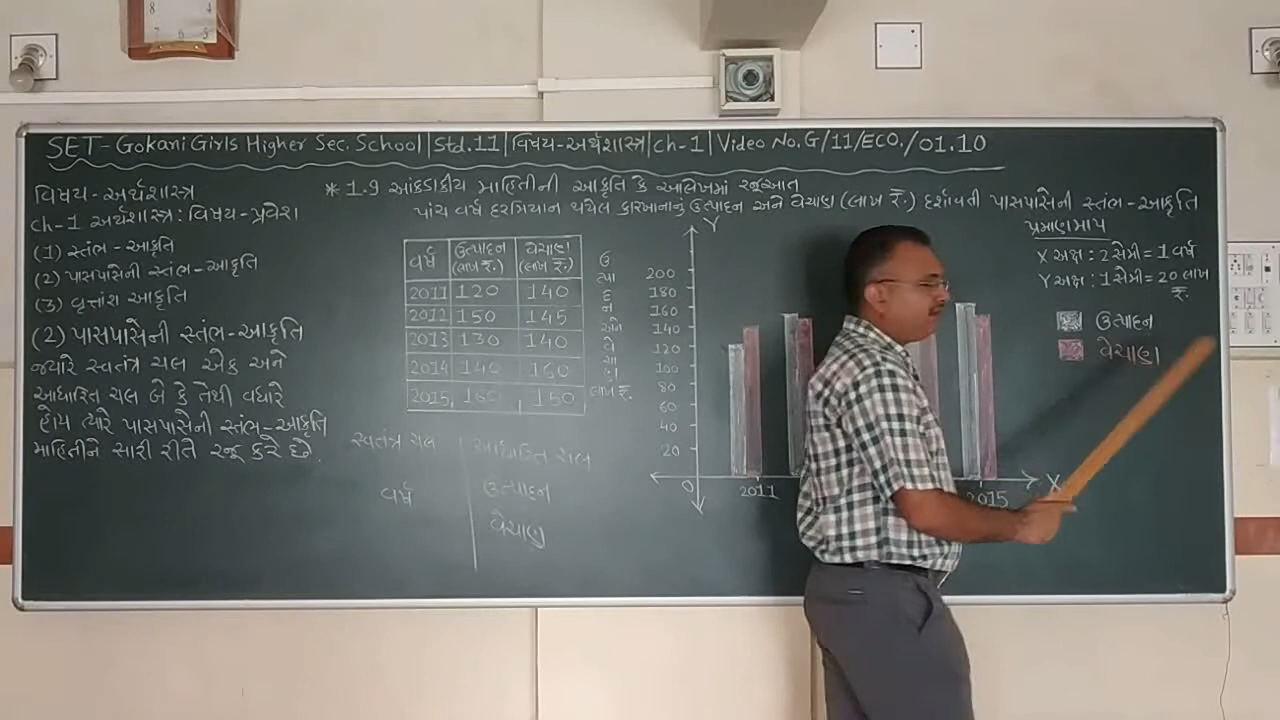 SET-Gokani Girls Higher Sec. School | Std.11 | વિષય-અર્થશાસ્ત્ર | ch-1 | Video No. G/11/ECO./01.10
વિષય-અર્થશાસ્ત્ર
ch-1 અર્થશાસ્ત્ર : વિષય-પ્રવેશ
(1) સ્તંભ-આકૃતિ
(2) પાસપાસેની સ્તંભ-આકૃતિ
(3) વૃત્તાંશ આકૃતિ
(2) પાસપાસેની સ્તંભ-આકૃતિ
જ્યારે સ્વતંત્ર ચલ એક અને
આધારિત ચલ બે કે તેથી વધારે
હોય ત્યારે પાસપાસેની સ્તંભ-આકૃતિ
માહિતીને સારી રીતે રજૂ કરે છે.
* 1.9 આંકડાકીય માહિતીની આકૃતિ કે આલેખમાં રજૂઆત
પાંચ વર્ષ દરમિયાન થયેલ કારખાનાનું ઉત્પાદન અને વેચાણ (લાખ ₹.) દર્શાવતી પાસપાસેની સ્તંભ-આકૃતિ
વર્ષ ઉત્પાદન (લાખ ₹.) વેચાણ (લાખ ₹.)
2011 120 140
2012 150 145
2013 130 140
2014 140 160
2015 160 150
સ્વતંત્ર ચલ આધારિત ચલ
વર્ષ ઉત્પાદન
વેચાણ
ઉ
ત્પા
દ
ન
અને
વે
ચા
ણ
લાખ ₹.
Y
200
180
160
140
120
100
80
60
40
20
0
2011
2015
X
પ્રમાણમાપ
X અક્ષ : 2 સેમી = 1 વર્ષ
Y અક્ષ : 1 સેમી = 20 લાખ
₹.
ઉત્પાદન
વેચાણ
8 4
7 6 5